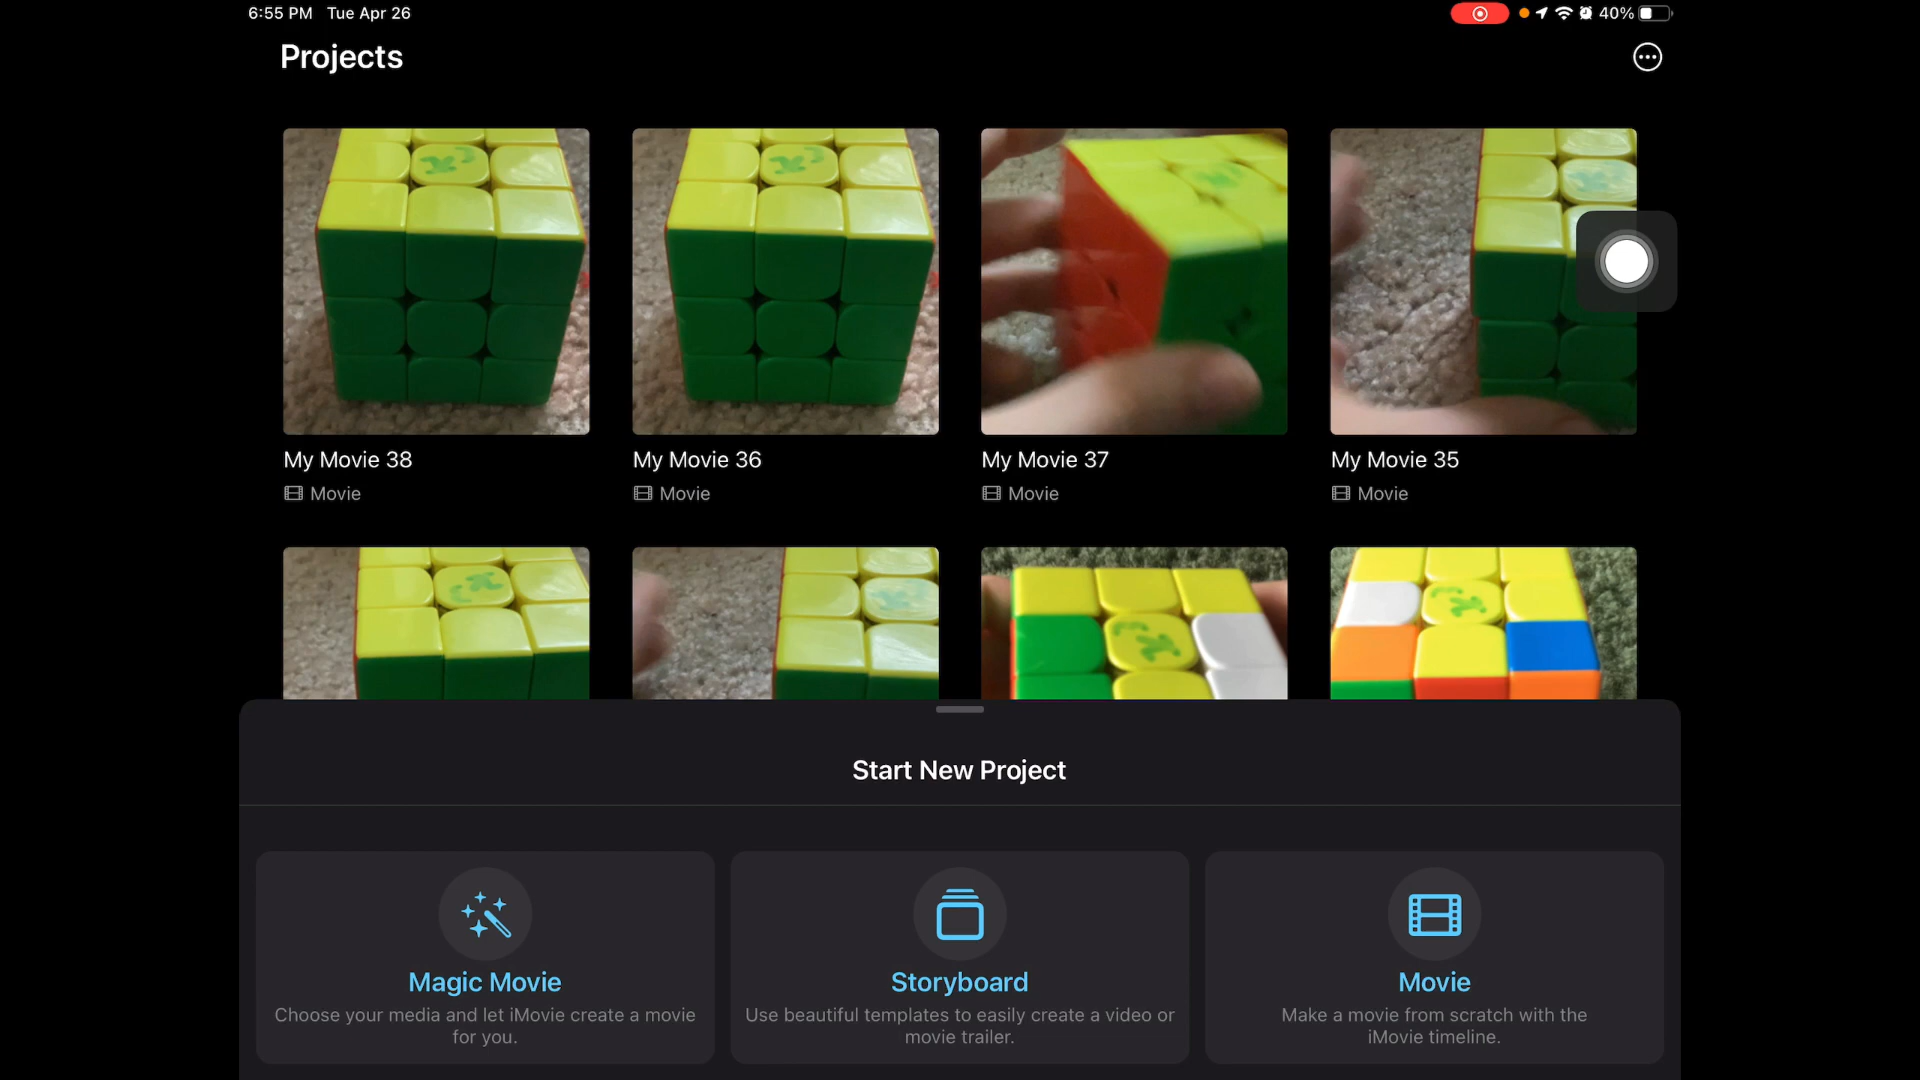 6:55 PM Tue Apr 26
40%
Projects
My Movie 38
My Movie 36
My Movie 37
My Movie 35
Movie
Movie
Movie
Movie
Start New Project
Magic Movie
Choose your media and let iMovie create a movie
for you.
Storyboard
Use beautiful templates to easily create a video or
movie trailer.
Movie
Make a movie from scratch with the
iMovie timeline.